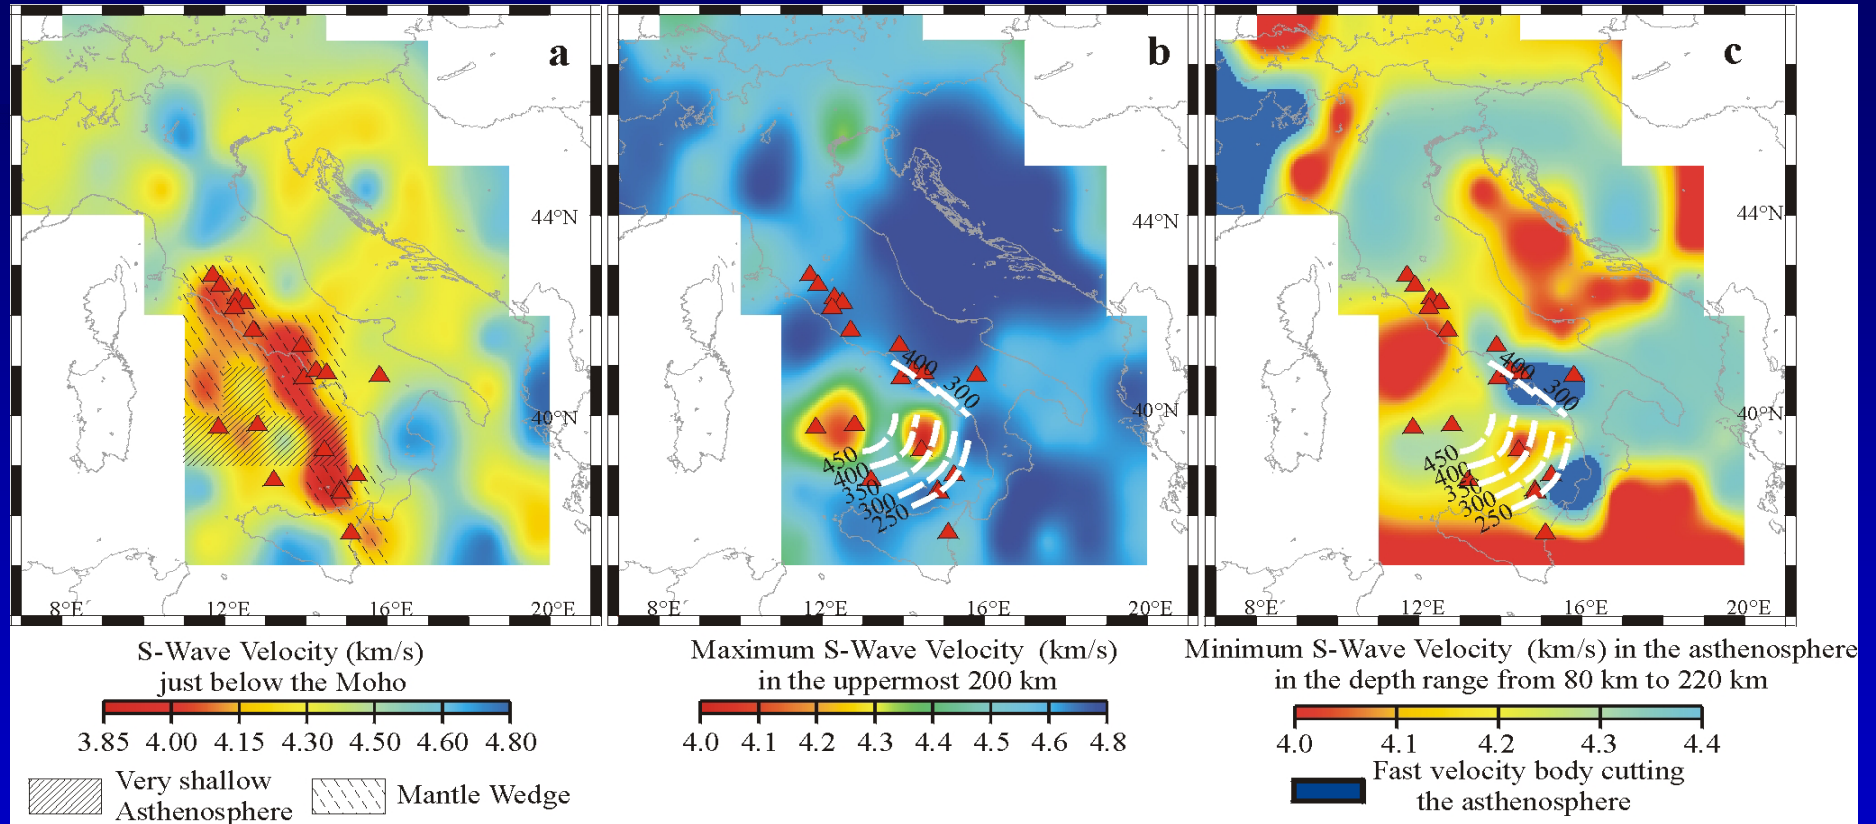 a
44°N
40°N
8°E
12°E
16°E
20°E
S-Wave Velocity (km/s)
just below the Moho
3.85 4.00 4.15 4.30 4.50 4.60 4.80
Very shallow
Asthenosphere
Mantle Wedge
b
44°N
400
300
40°N
450
400
350
300
250
8°E
12°E
16°E
20°E
Maximum S-Wave Velocity (km/s)
in the uppermost 200 km
4.0 4.1 4.2 4.3 4.4 4.5 4.6 4.8
c
44°N
400
300
40°N
450
400
350
300
250
8°E
12°E
16°E
20°E
Minimum S-Wave Velocity (km/s) in the asthenosphere
in the depth range from 80 km to 220 km
4.0 4.1 4.2 4.3 4.4
Fast velocity body cutting
the asthenosphere